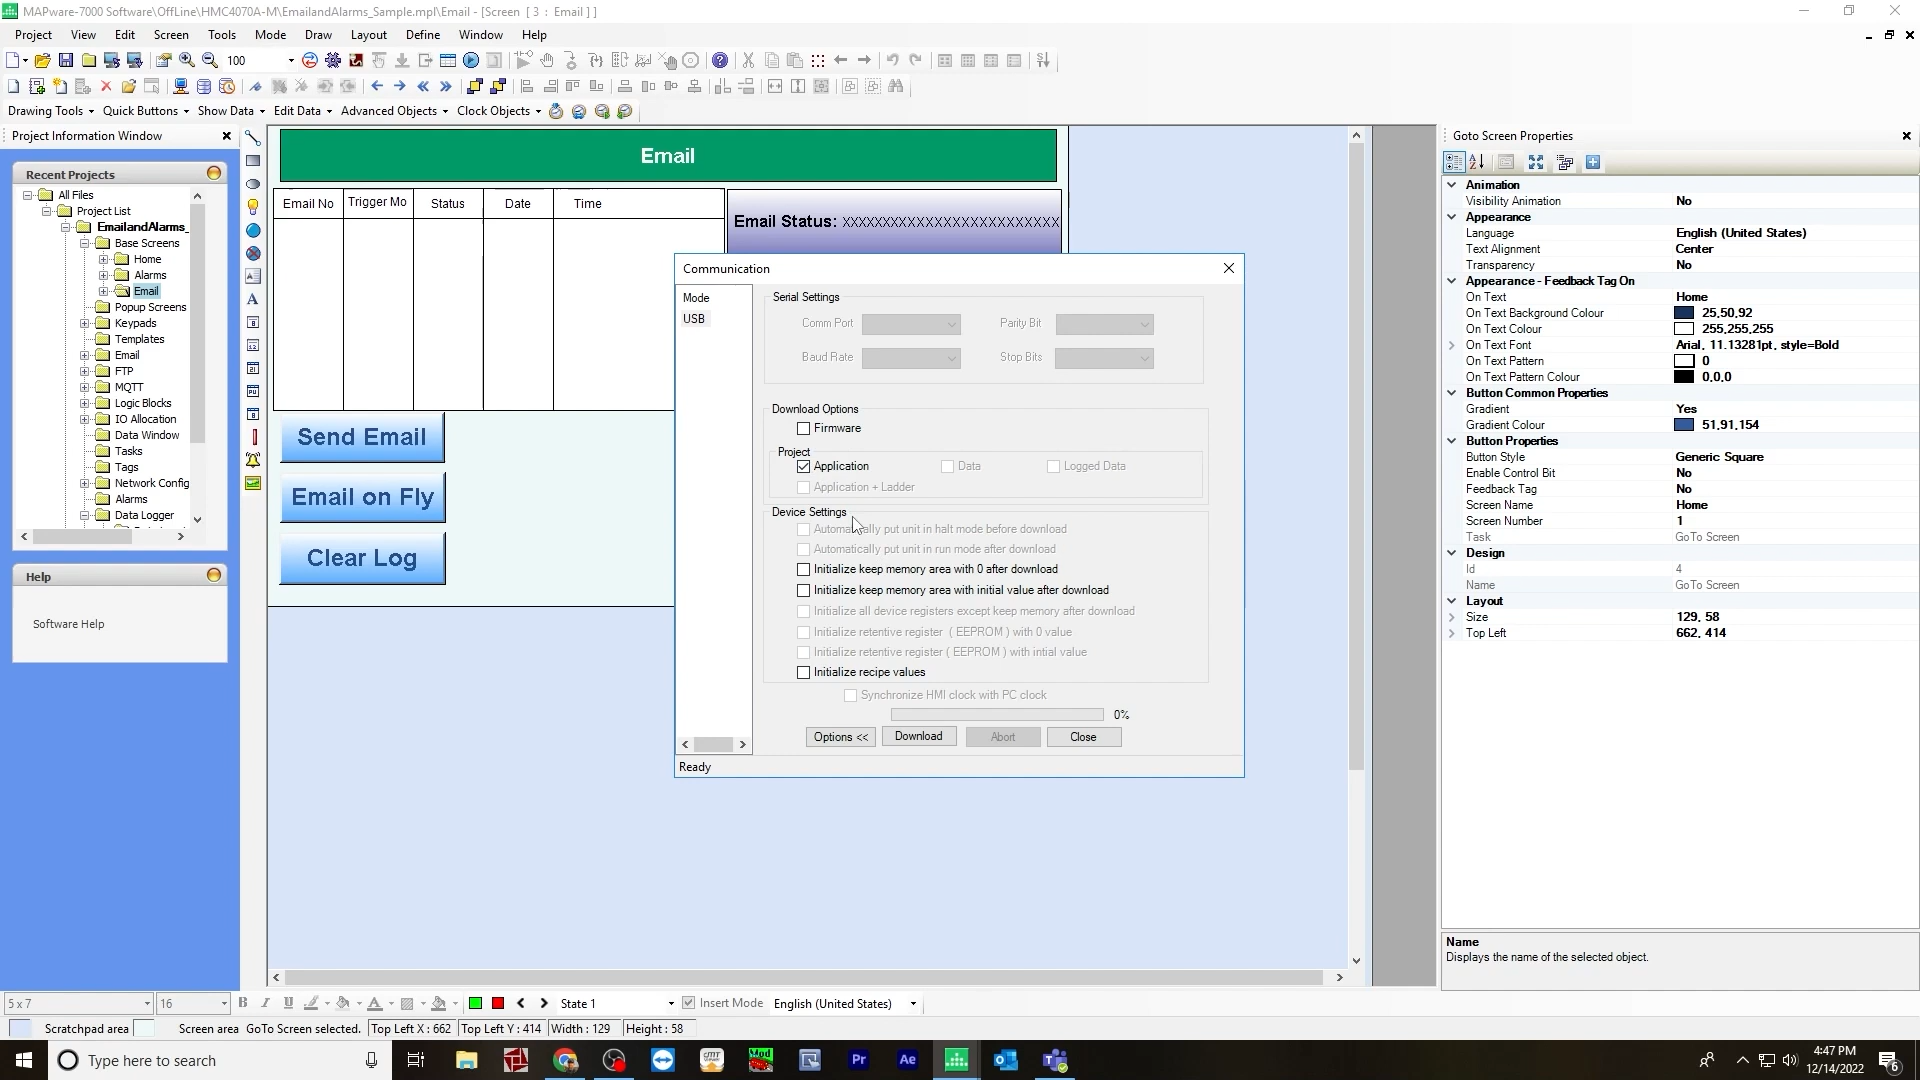 MAPware-7000 Software\OffLine\HMC4070A-M\EmailandAlarms_Sample.mpl\Email - [Screen  [ 3  :  Email ] ]
Project View Edit Screen Tools Mode Draw Layout Define Window Help
100
Drawing Tools Quick Buttons Show Data Edit Data Advanced Objects Clock Objects
Project Information Window
Recent Projects
All Files
Project List
EmailandAlarms_
Base Screens
Home
Alarms
Email
Popup Screens
Keypads
Templates
Email
FTP
MQTT
Logic Blocks
IO Allocation
Data Window
Tasks
Tags
Network Config
Alarms
Data Logger
Help
Software Help
Email
Email No Trigger Mo Status Date Time
Email Status: XXXXXXXXXXXXXXXXXXXXXXXXX
Send Email
Email on Fly
Clear Log
Communication
Mode
USB
Serial Settings
Comm Port Parity Bit
Baud Rate Stop Bits
Download Options
Firmware
Project
Application Data Logged Data
Application + Ladder
Device Settings
Automatically put unit in halt mode before download
Automatically put unit in run mode after download
Initialize keep memory area with 0 after download
Initialize keep memory area with initial value after download
Initialize all device registers except keep memory after download
Initialize retentive register ( EEPROM ) with 0 value
Initialize retentive register ( EEPROM ) with intial value
Initialize recipe values
Synchronize HMI clock with PC clock
0%
Options << Download Abort Close
Ready
Goto Screen Properties
Animation
Visibility Animation No
Appearance
Language English (United States)
Text Alignment Center
Transparency No
Appearance - Feedback Tag On
On Text Home
On Text Background Colour 25,50,92
On Text Colour 255,255,255
On Text Font Arial, 11.13281pt, style=Bold
On Text Pattern 0
On Text Pattern Colour 0,0,0
Button Common Properties
Gradient Yes
Gradient Colour 51,91,154
Button Properties
Button Style Generic Square
Enable Control Bit No
Feedback Tag No
Screen Name Home
Screen Number 1
Task GoTo Screen
Design
Id 4
Name GoTo Screen
Layout
Size 129, 58
Top Left 662, 414
Name
Displays the name of the selected object.
5 x 7 16 B I U State 1 Insert Mode English (United States)
Scratchpad area Screen area GoTo Screen selected. Top Left X : 662 Top Left Y : 414 Width : 129 Height : 58
Type here to search
Pr Ae
4:47 PM
12/14/2022
6